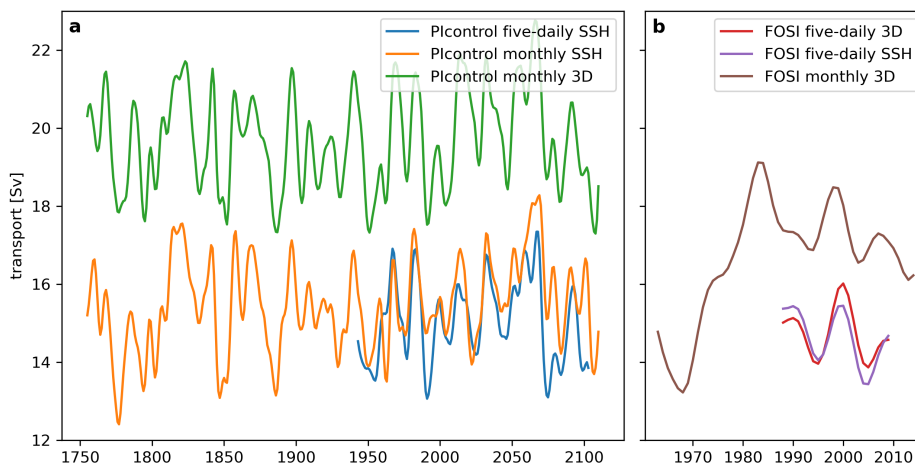 a
PIcontrol five-daily SSH
PIcontrol monthly SSH
PIcontrol monthly 3D
b
FOSI five-daily 3D
FOSI five-daily SSH
FOSI monthly 3D
transport [Sv]
22
20
18
16
14
12
1750 1800 1850 1900 1950 2000 2050 2100
1970 1980 1990 2000 2010